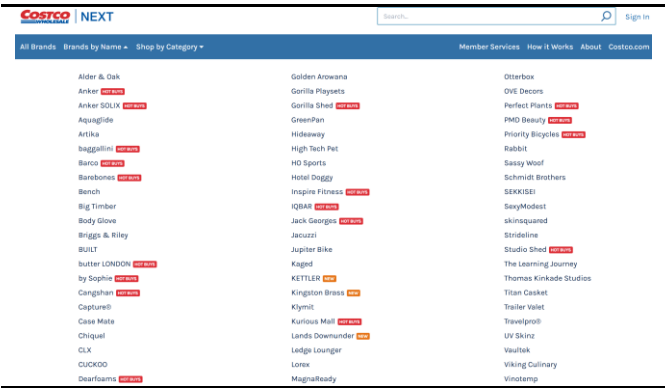 COSTCO WHOLESALE NEXT
Search...
Sign In
All Brands Brands by Name Shop by Category
Member Services How it Works About Costco.com
Alder & Oak
Anker HOT BUYS
Anker SOLIX HOT BUYS
Aquaglide
Artika
baggallini HOT BUYS
Barco HOT BUYS
Barebones HOT BUYS
Bench
Big Timber
Body Glove
Briggs & Riley
BUILT
butter LONDON HOT BUYS
by Sophie HOT BUYS
Cangshan HOT BUYS
Capture®
Case Mate
Chiquel
CLX
CUCKOO
Dearfoams HOT BUYS
Golden Arowana
Gorilla Playsets
Gorilla Shed HOT BUYS
GreenPan
Hideaway
High Tech Pet
HO Sports
Hotel Doggy
Inspire Fitness HOT BUYS
IQBAR HOT BUYS
Jack Georges HOT BUYS
Jacuzzi
Jupiter Bike
Kaged
KETTLER NEW
Kingston Brass NEW
Klymit
Kurious Mall HOT BUYS
Lands Downunder NEW
Ledge Lounger
Lorex
MagnaReady
Otterbox
OVE Decors
Perfect Plants HOT BUYS
PMD Beauty HOT BUYS
Priority Bicycles HOT BUYS
Rabbit
Sassy Woof
Schmidt Brothers
SEKKISEI
SexyModest
skinsquared
Strideline
Studio Shed HOT BUYS
The Learning Journey
Thomas Kinkade Studios
Titan Casket
Trailer Valet
Travelpro®
UV Skinz
Vaultek
Viking Culinary
Vinotemp